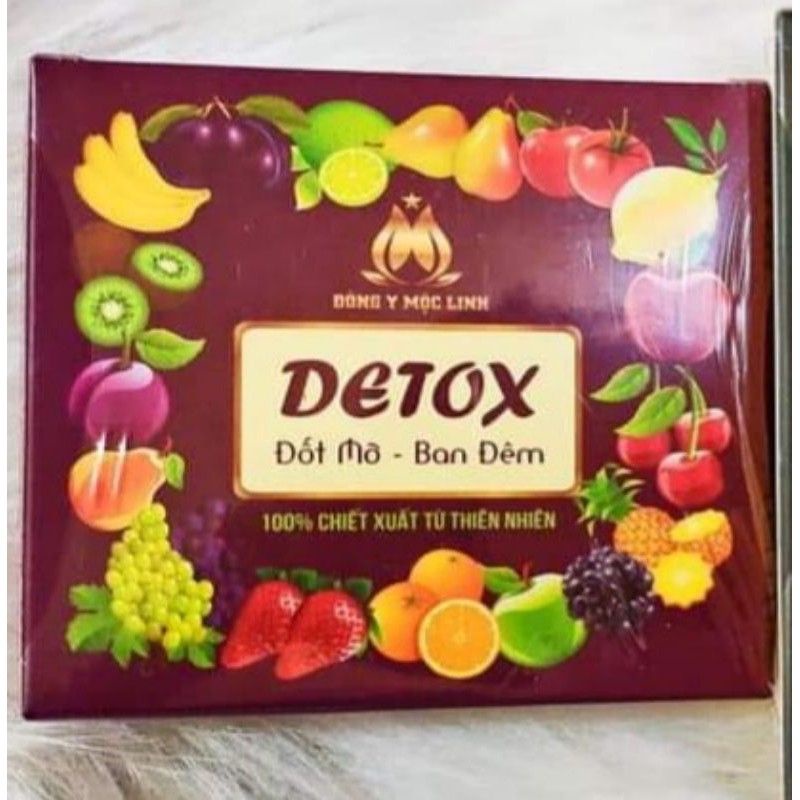 ĐÔNG Y MỘC LINH
DETOX
Đốt Mỡ - Ban Đêm
100% CHIẾT XUẤT TỪ THIÊN NHIÊN